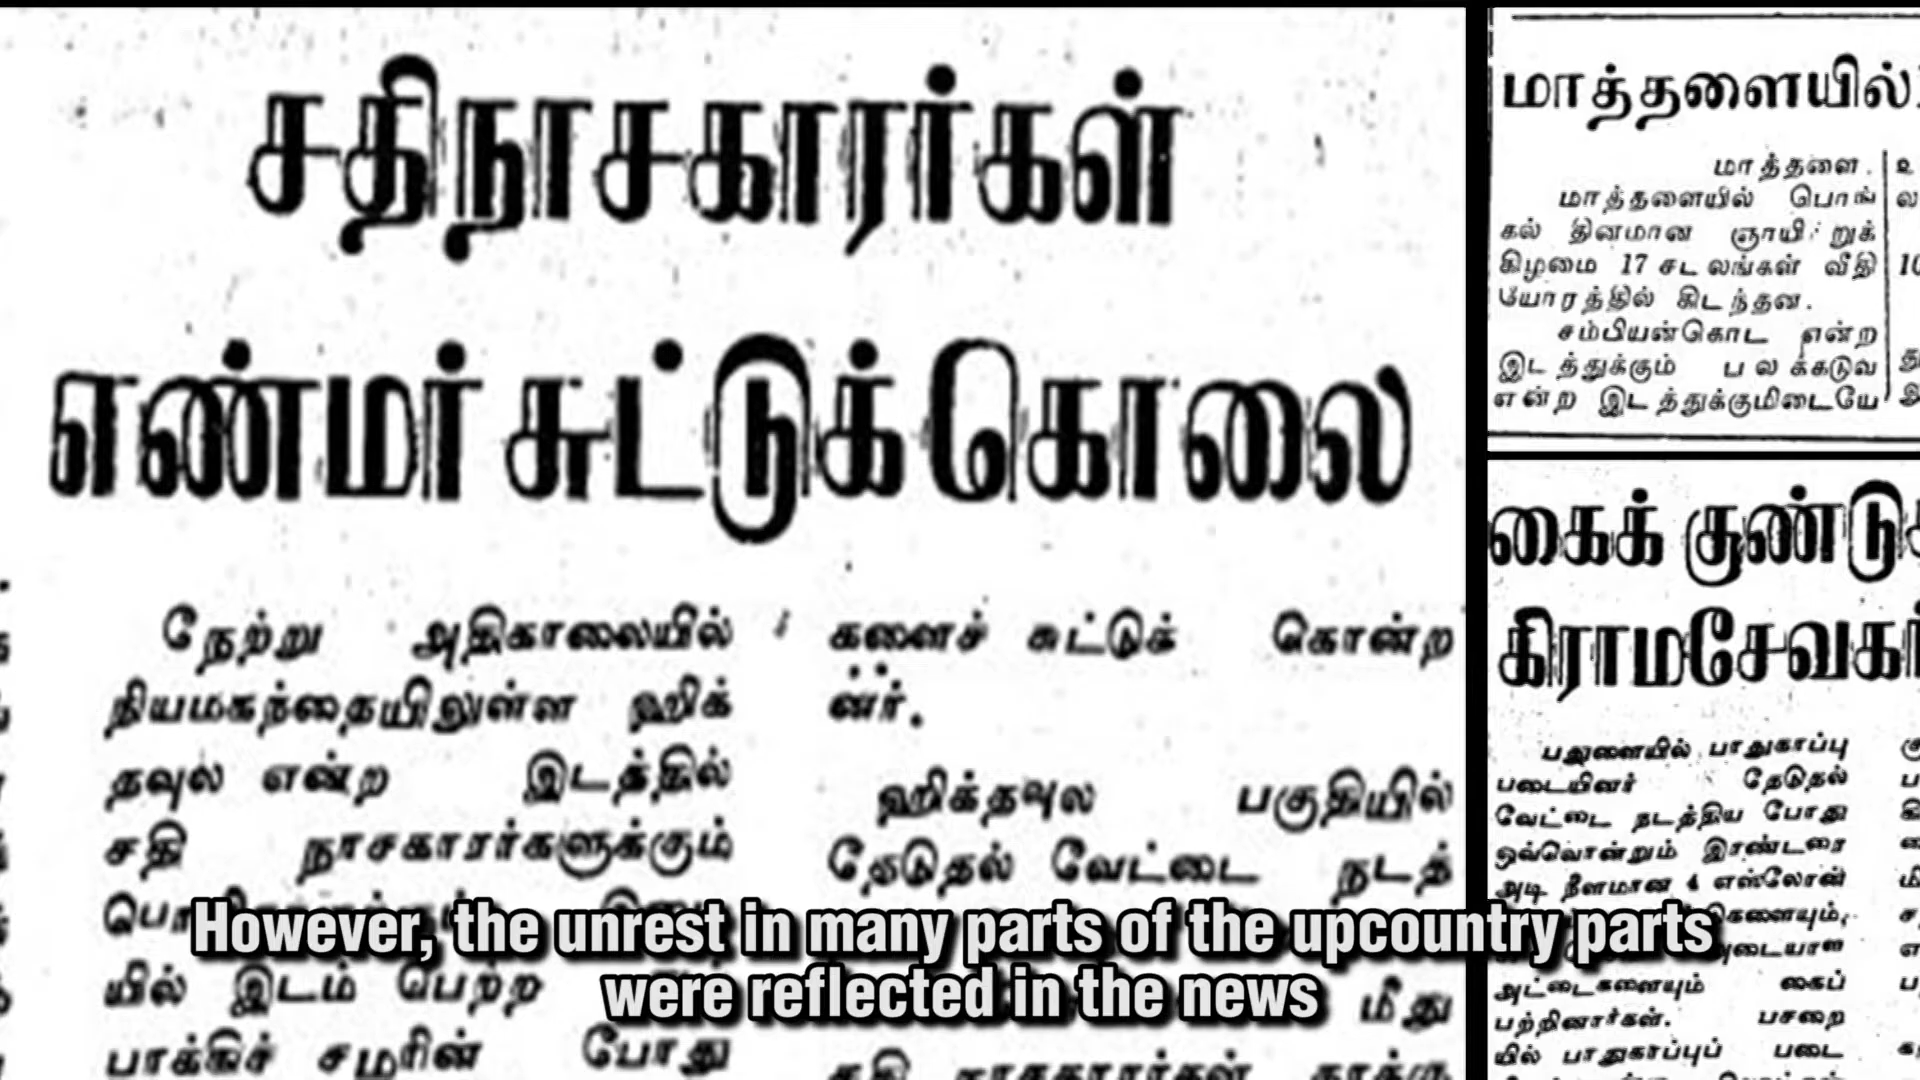 சதிநாசகாரர்கள்
எண்மர் சுட்டுக்கொலை
நேற்று அதிகாலையில்
நியமகந்தையிலுள்ள ஹிக்
தவுல என்ற இடத்தில்
சதி நாசகாரர்களுக்கும்
யில் இடம் பெற்ற
பாக்கிச் சமரின் போது
களைச் சுட்டுக் கொன்ற
னர்.
ஹிக்தவுல பகுதியில்
தேடுதல் வேட்டை நடத்
மீது
மாத்தளையில்
மாத்தளை.
மாத்தளையில் பொங்
கல் தினமான ஞாயிற்றுக்
கிழமை 17 சடலங்கள் வீதி
யோரத்தில் கிடந்தன.
சம்பியன்கொட என்ற
இடத்துக்கும் பலக்கடுவ
என்ற இடத்துக்குமிடையே
கைக் குண்டு
கிராமசேவகர்
பதுளையில் பாதுகாப்பு
படையினர் தேடுதல்
வேட்டை நடத்திய போது
ஒவ்வொன்றும் இரண்டரை
அடி நீளமான 4 எஸ்லோன்
அட்டைகளையும் கைப்
பற்றினார்கள். பசறை
யில் பாதுகாப்புப் படை
However, the unrest in many parts of the upcountry parts
were reflected in the news